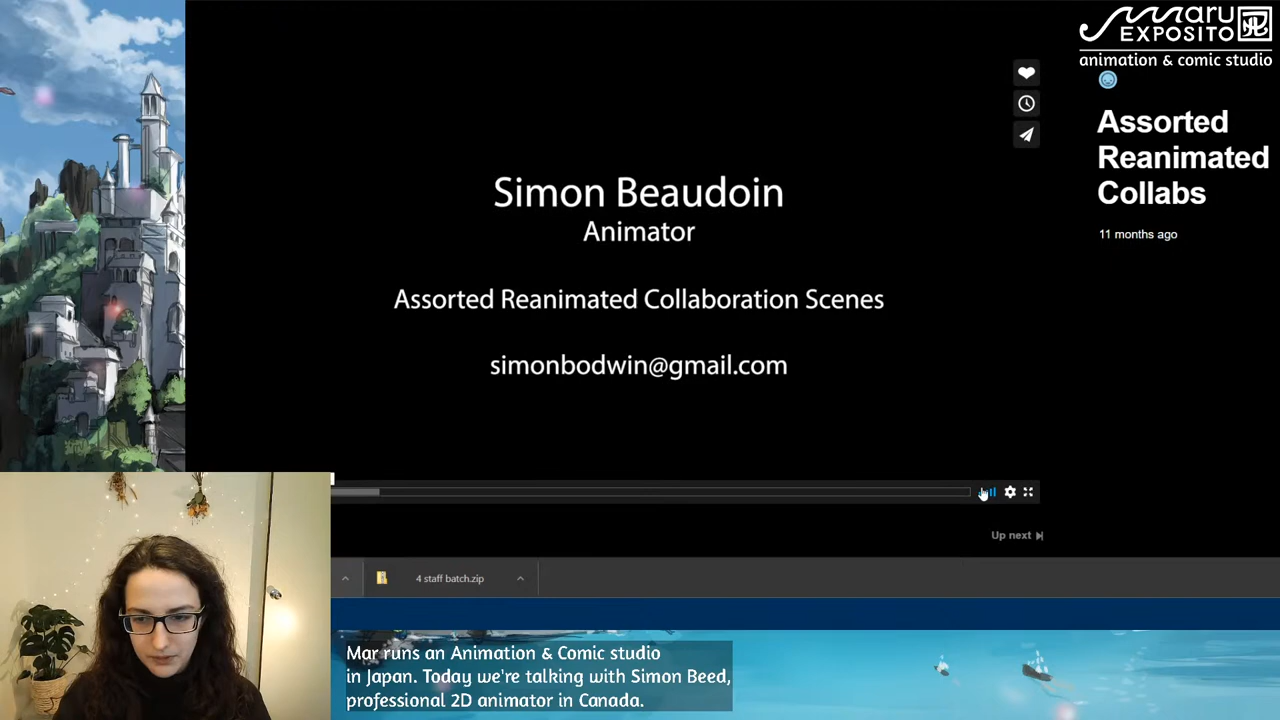 Maru
EXPOSITO
animation & comic studio
Assorted
Reanimated
Collabs
11 months ago
Simon Beaudoin
Animator
Assorted Reanimated Collaboration Scenes
simonbodwin@gmail.com
Up next
4 staff batch.zip
Mar runs an Animation & Comic studio
in Japan. Today we're talking with Simon Beed,
professional 2D animator in Canada.